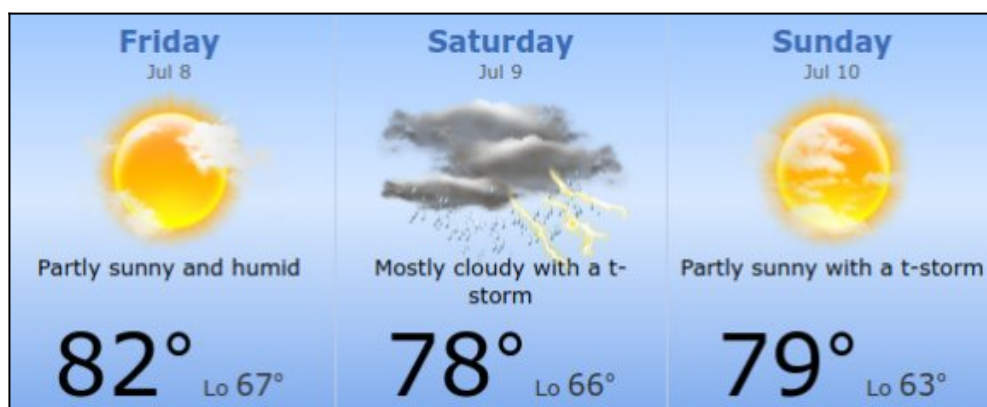 Friday
Jul 8
Partly sunny and humid
82° Lo 67°
Saturday
Jul 9
Mostly cloudy with a t-
storm
78° Lo 66°
Sunday
Jul 10
Partly sunny with a t-storm
79° Lo 63°